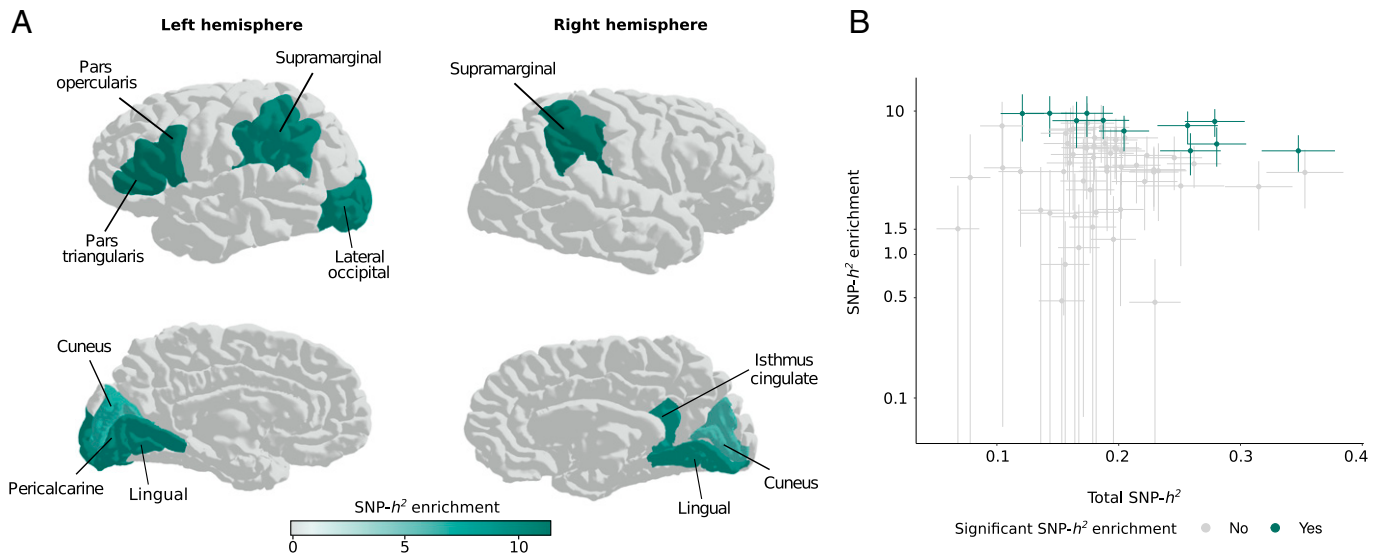 A
Left hemisphere
Right hemisphere
Pars
opercularis
Supramarginal
Pars
triangularis
Lateral
occipital
Supramarginal
Cuneus
Pericalcarine
Lingual
Isthmus
cingulate
Cuneus
Lingual
SNP-h² enrichment
0 5 10
B
SNP-h² enrichment
10
1.5
1.0
0.5
0.1
0.1 0.2 0.3 0.4
Total SNP-h²
Significant SNP-h² enrichment No Yes